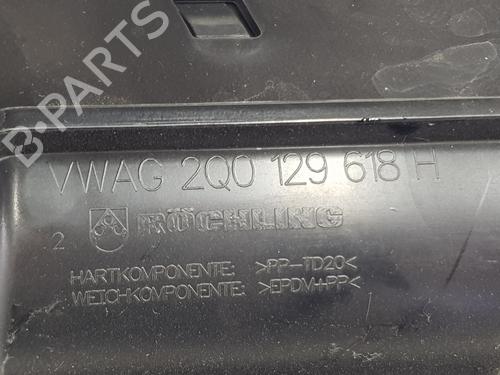 VWAG 2Q0 129 618 H
2 RÖCHLING
HARTKOMPONENTE: >PP-TD20<
WEICHKOMPONENTE: >EPDM+PP<
B-PARTS